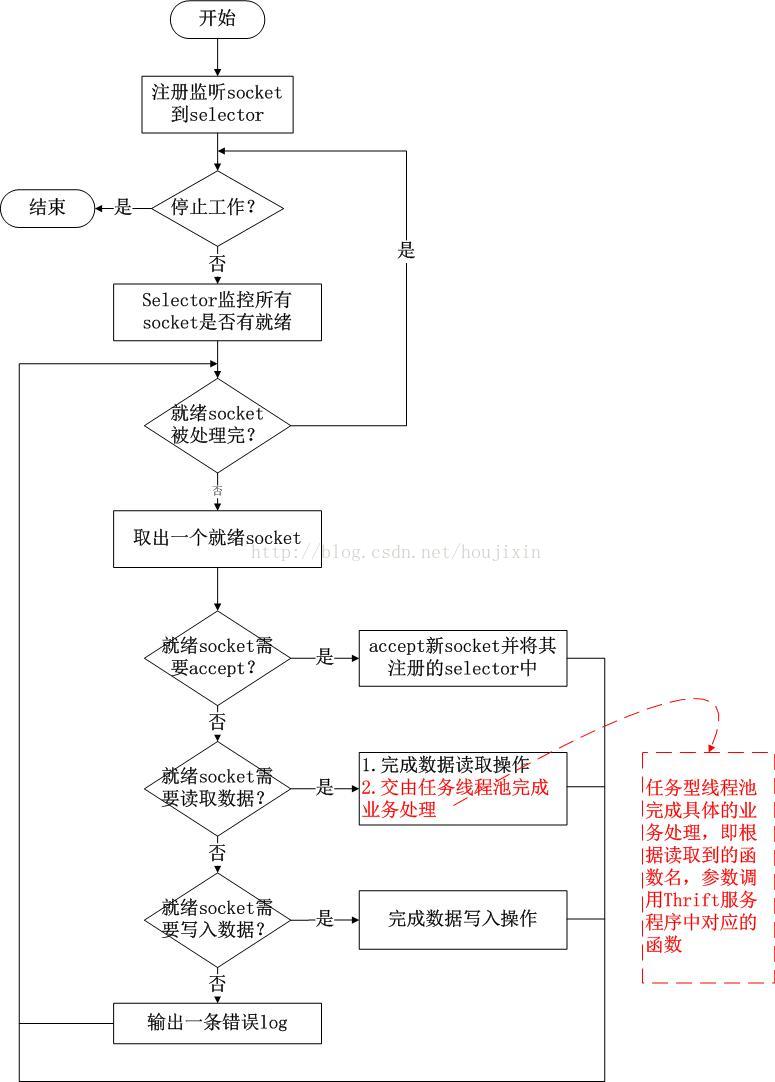 开始
注册监听socket
到selector
停止工作？
是
结束
否
是
Selector监控所有
socket是否有就绪
就绪socket
被处理完？
否
取出一个就绪socket
http://blog.csdn.net/houjixin
就绪socket需
要accept？
是
accept新socket并将其
注册的selector中
否
就绪socket需
要读取数据？
是
1.完成数据读取操作
2.交由任务线程池完成
业务处理
任务型线程池
完成具体的业
务处理，即根
据读取到的函
数名，参数调
用Thrift服务
程序中对应的
函数
否
就绪socket需
要写入数据？
是
完成数据写入操作
否
输出一条错误log